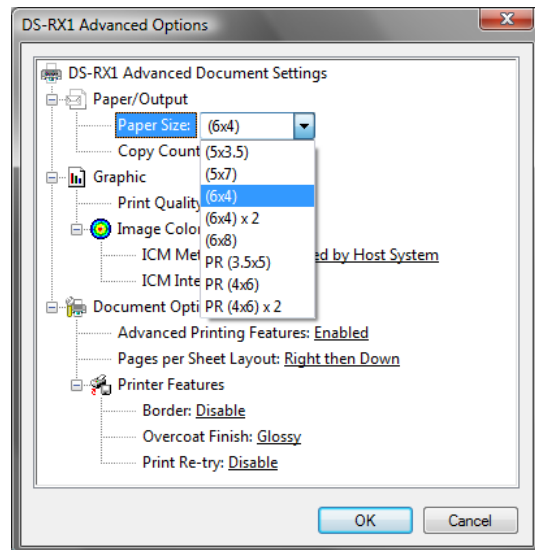 DS-RX1 Advanced Options
DS-RX1 Advanced Document Settings
Paper/Output
Paper Size: (6x4)
Copy Count
(5x3.5)
Graphic
(5x7)
(6x4)
Print Quality
(6x4) x 2
Image Color
(6x8)
ICM Met
ed by Host System
PR (3.5x5)
ICM Inte
PR (4x6)
Document Opti
PR (4x6) x 2
Advanced Printing Features: Enabled
Pages per Sheet Layout: Right then Down
Printer Features
Border: Disable
Overcoat Finish: Glossy
Print Re-try: Disable
OK
Cancel